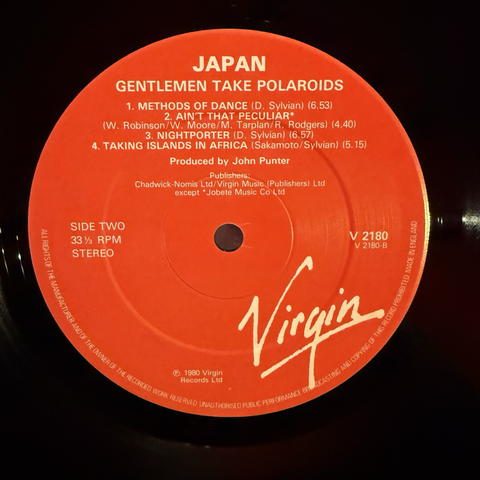 JAPAN
GENTLEMEN TAKE POLAROIDS
1. METHODS OF DANCE (D. Sylvian) (6.53)
2. AIN'T THAT PECULIAR*
(W. Robinson/W. Moore/M. Tarplan/R. Rodgers) (4.40)
3. NIGHTPORTER (D. Sylvian) (6.57)
4. TAKING ISLANDS IN AFRICA (Sakamoto/Sylvian) (5.15)
Produced by John Punter
Publishers:
Chadwick-Nomis Ltd/Virgin Music (Publishers) Ltd
except *Jobete Music Co Ltd
SIDE TWO
33⅓ RPM
STEREO
V 2180
V 2180-B
Virgin
℗ 1980 Virgin
Records Ltd
ALL RIGHTS OF THE MANUFACTURER AND OF THE OWNER OF THE RECORDED WORK RESERVED. UNAUTHORISED PUBLIC PERFORMANCE, BROADCASTING AND COPYING OF THIS RECORD PROHIBITED. MADE IN ENGLAND